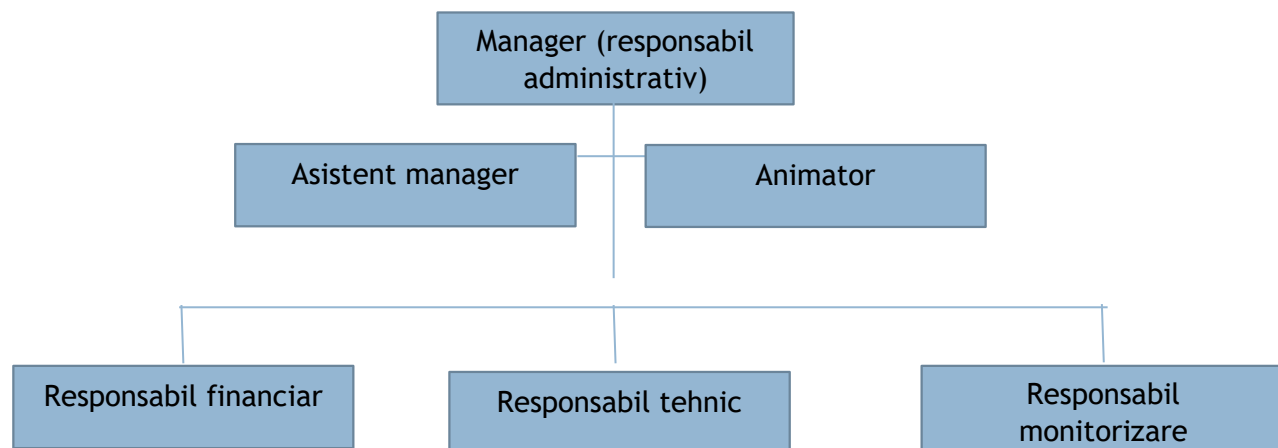 Manager (responsabil
administrativ)
Asistent manager
Animator
Responsabil financiar
Responsabil tehnic
Responsabil
monitorizare